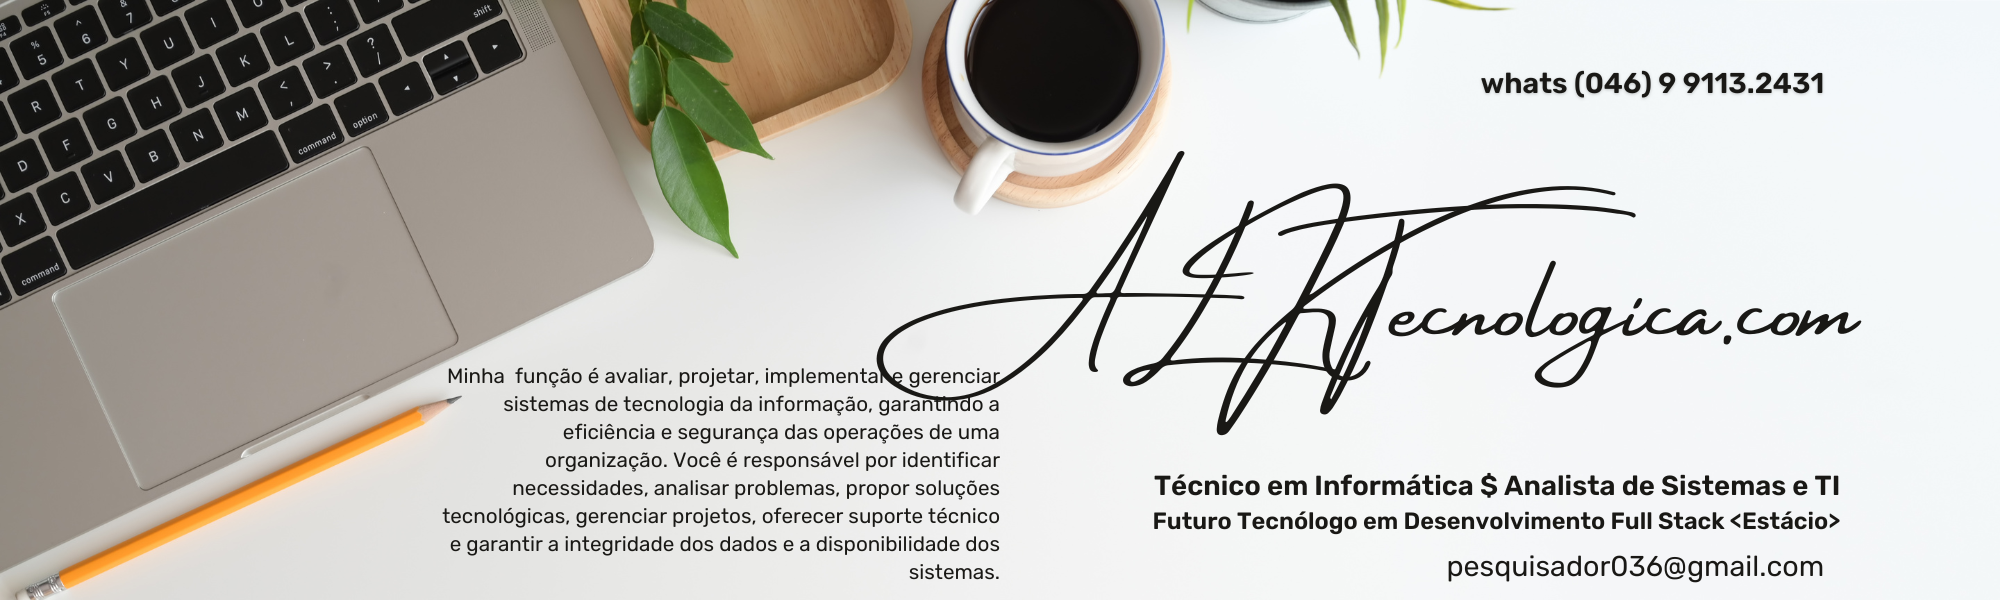 whats (046) 9 9113.2431
ALKTecnologica.com
Minha  função é avaliar, projetar, implementar e gerenciar
sistemas de tecnologia da informação, garantindo a
eficiência e segurança das operações de uma
organização. Você é responsável por identificar
necessidades, analisar problemas, propor soluções
tecnológicas, gerenciar projetos, oferecer suporte técnico
e garantir a integridade dos dados e a disponibilidade dos
sistemas.
Técnico em Informática $ Analista de Sistemas e TI
Futuro Tecnólogo em Desenvolvimento Full Stack <Estácio>
pesquisador036@gmail.com